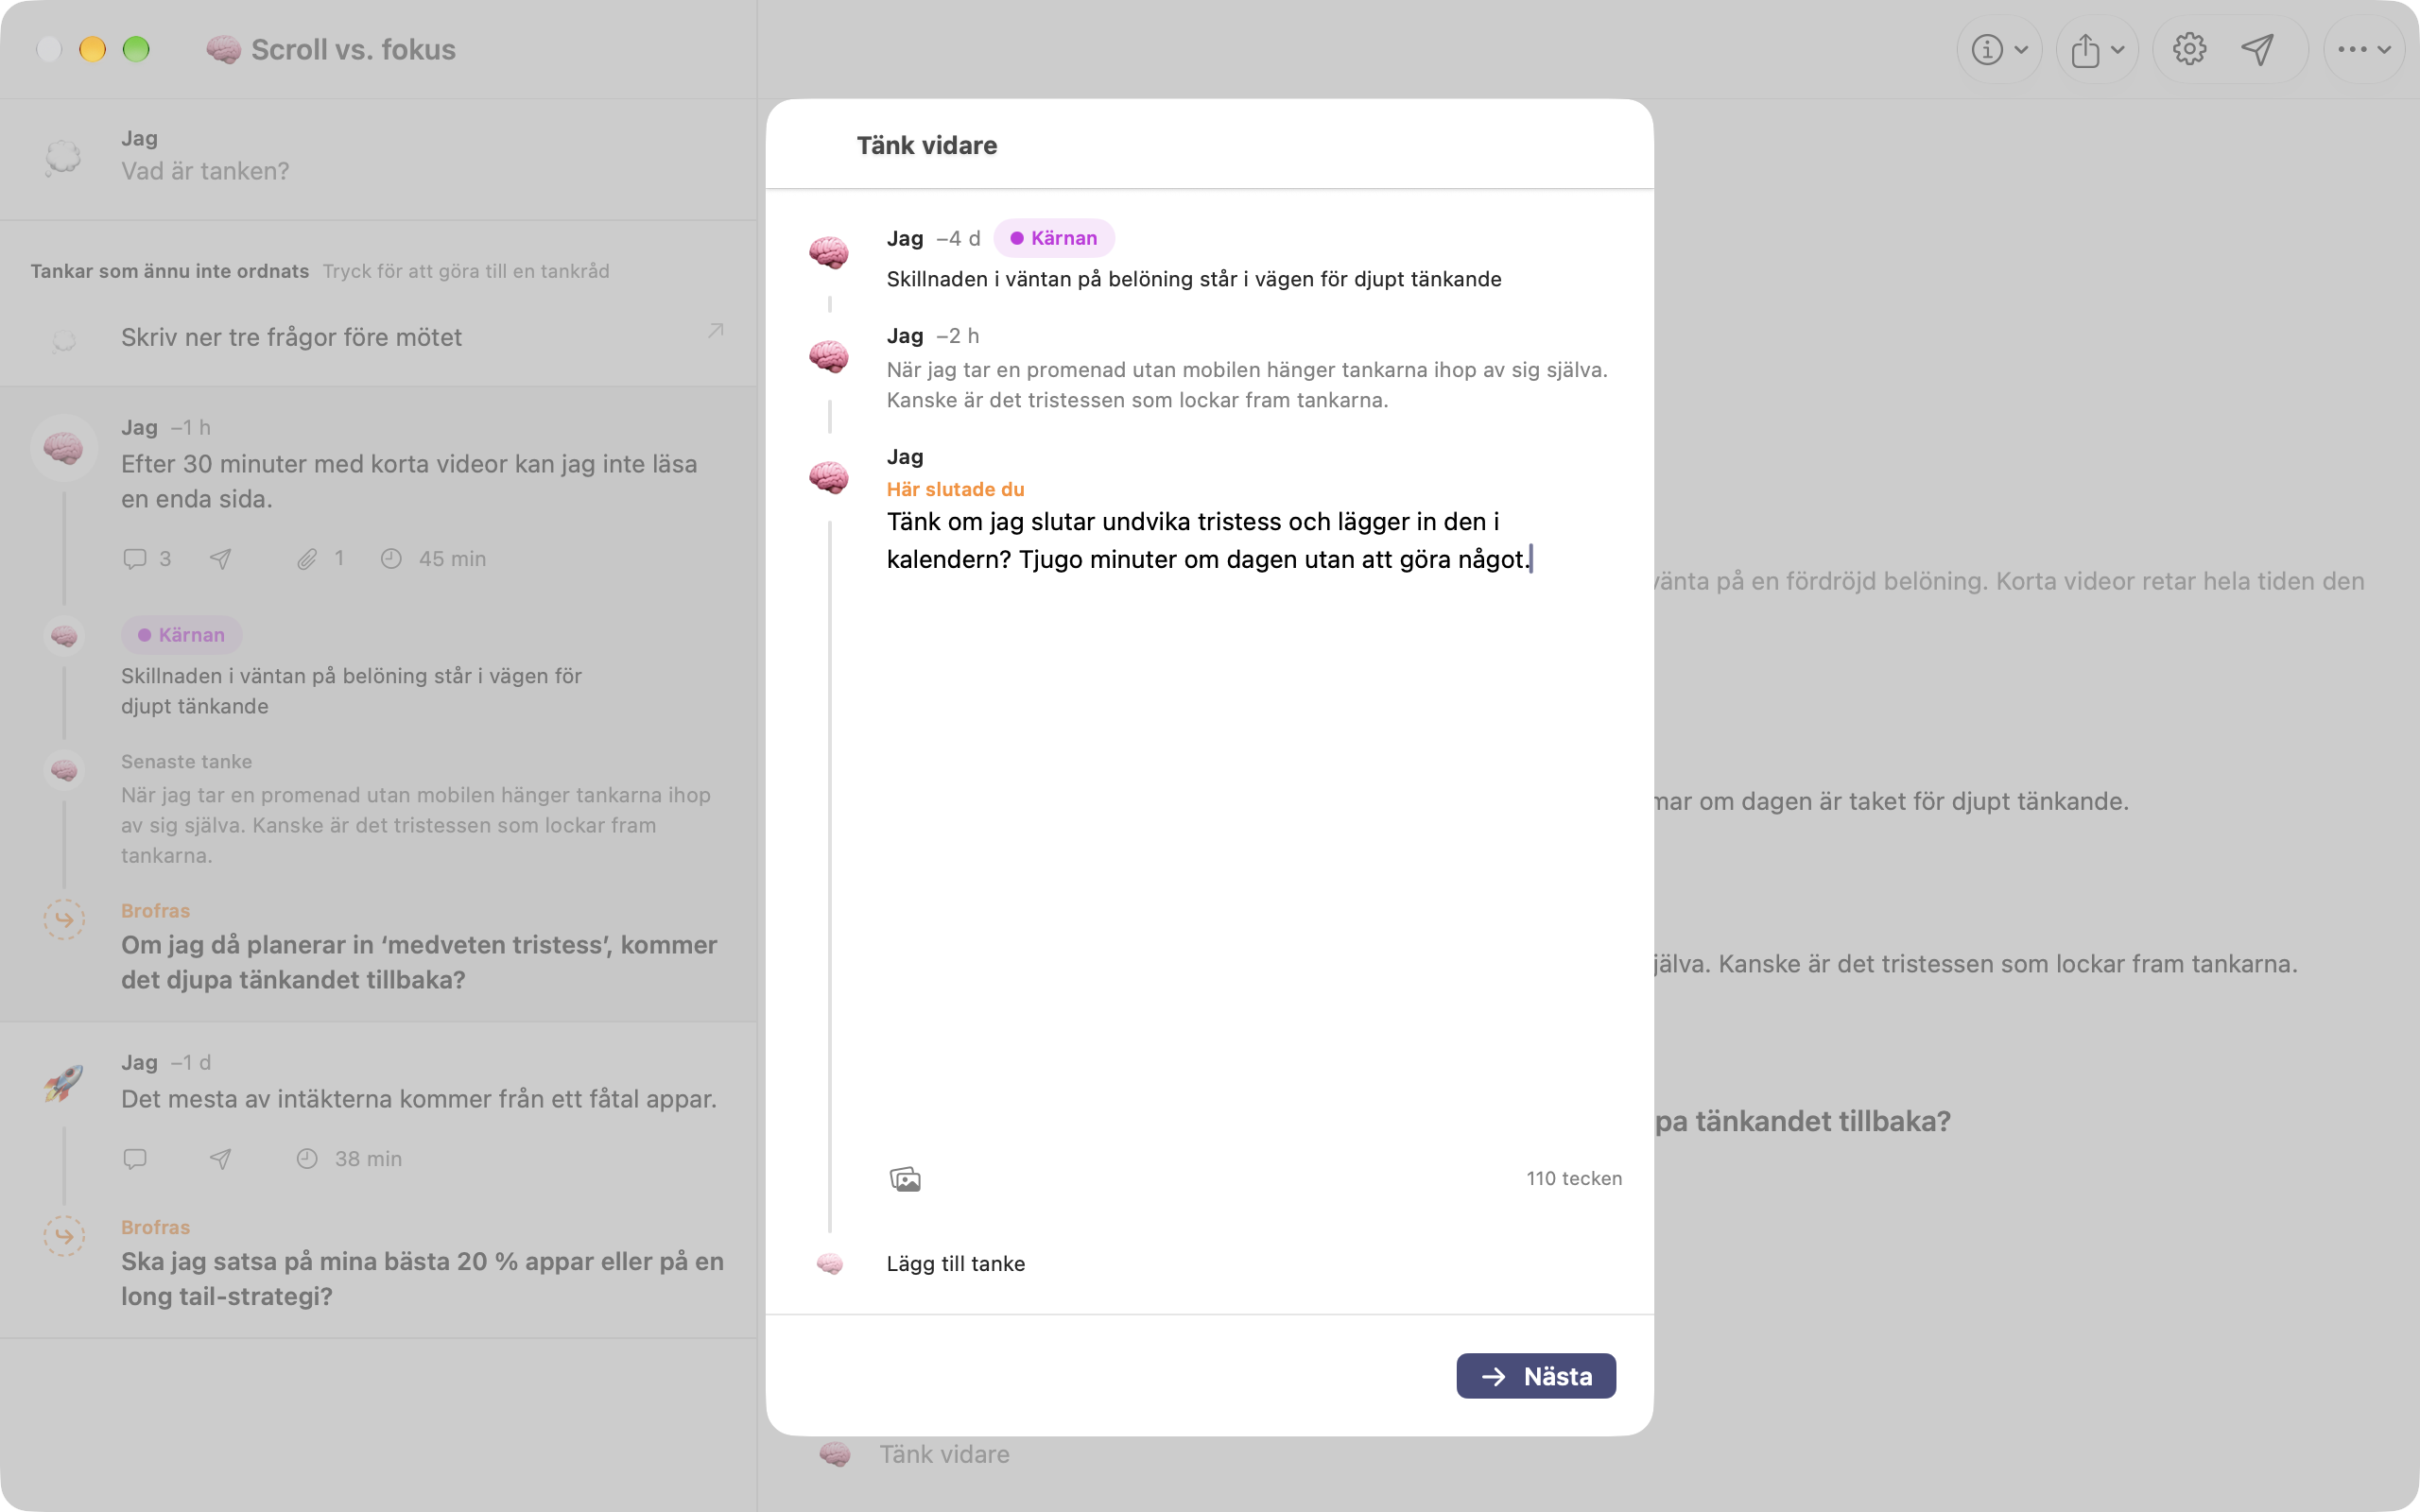 Scroll vs. fokus
Jag
Vad är tanken?
Tankar som ännu inte ordnats Tryck för att göra till en tankråd
Skriv ner tre frågor före mötet
Jag –1 h
Efter 30 minuter med korta videor kan jag inte läsa
en enda sida.
3 1 45 min
Kärnan
Skillnaden i väntan på belöning står i vägen för
djupt tänkande
Senaste tanke
När jag tar en promenad utan mobilen hänger tankarna ihop
av sig själva. Kanske är det tristessen som lockar fram
tankarna.
Brofras
Om jag då planerar in ‘medveten tristess’, kommer
det djupa tänkandet tillbaka?
Jag –1 d
Det mesta av intäkterna kommer från ett fåtal appar.
38 min
Brofras
Ska jag satsa på mina bästa 20 % appar eller på en
long tail-strategi?
Tänk vidare
Jag –4 d Kärnan
Skillnaden i väntan på belöning står i vägen för djupt tänkande
Jag –2 h
När jag tar en promenad utan mobilen hänger tankarna ihop av sig själva.
Kanske är det tristessen som lockar fram tankarna.
Jag
Här slutade du
Tänk om jag slutar undvika tristess och lägger in den i
kalendern? Tjugo minuter om dagen utan att göra något.
110 tecken
Lägg till tanke
Nästa
vänta på en fördröjd belöning. Korta videor retar hela tiden den
om dagen är taket för djupt tänkande.
Kanske är det tristessen som lockar fram tankarna.
tänkandet tillbaka?
Tänk vidare